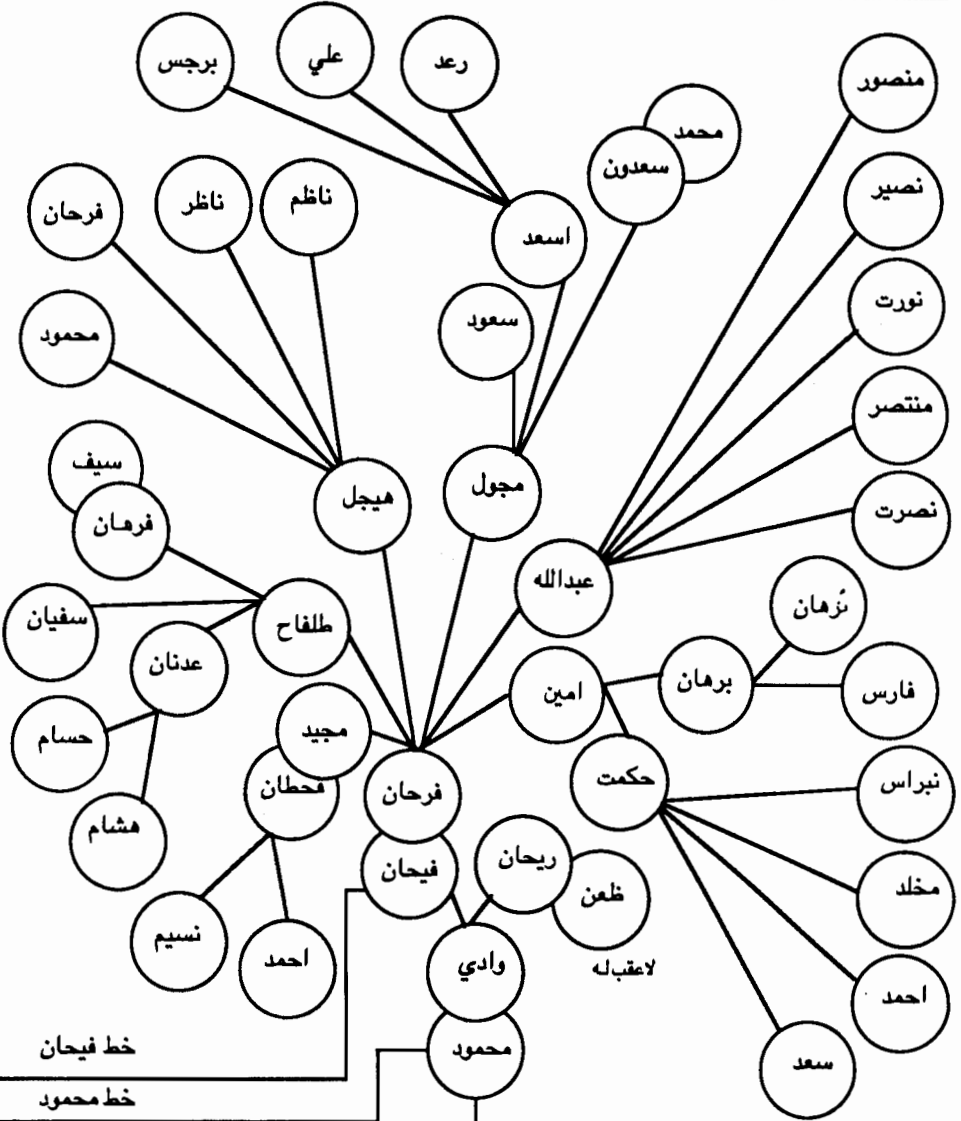 رعد
علي
برجس
منصور
محمد
سعدون
نصير
ناظم
ناظر
فرحان
اسعد
نورت
سعود
محمود
منتصر
سيف
مجول
هيجل
نصرت
فرهان
عبدالله
نزهان
سفيان
طلفاح
عدنان
امين
برهان
فارس
حسام
مجيد
حكمت
نبراس
قحطان
فرحان
هشام
فيحان
ريحان
ظعن
مخلد
نسيم
احمد
وادي
لاعقب له
احمد
خط فيحان
محمود
سعد
خط محمود